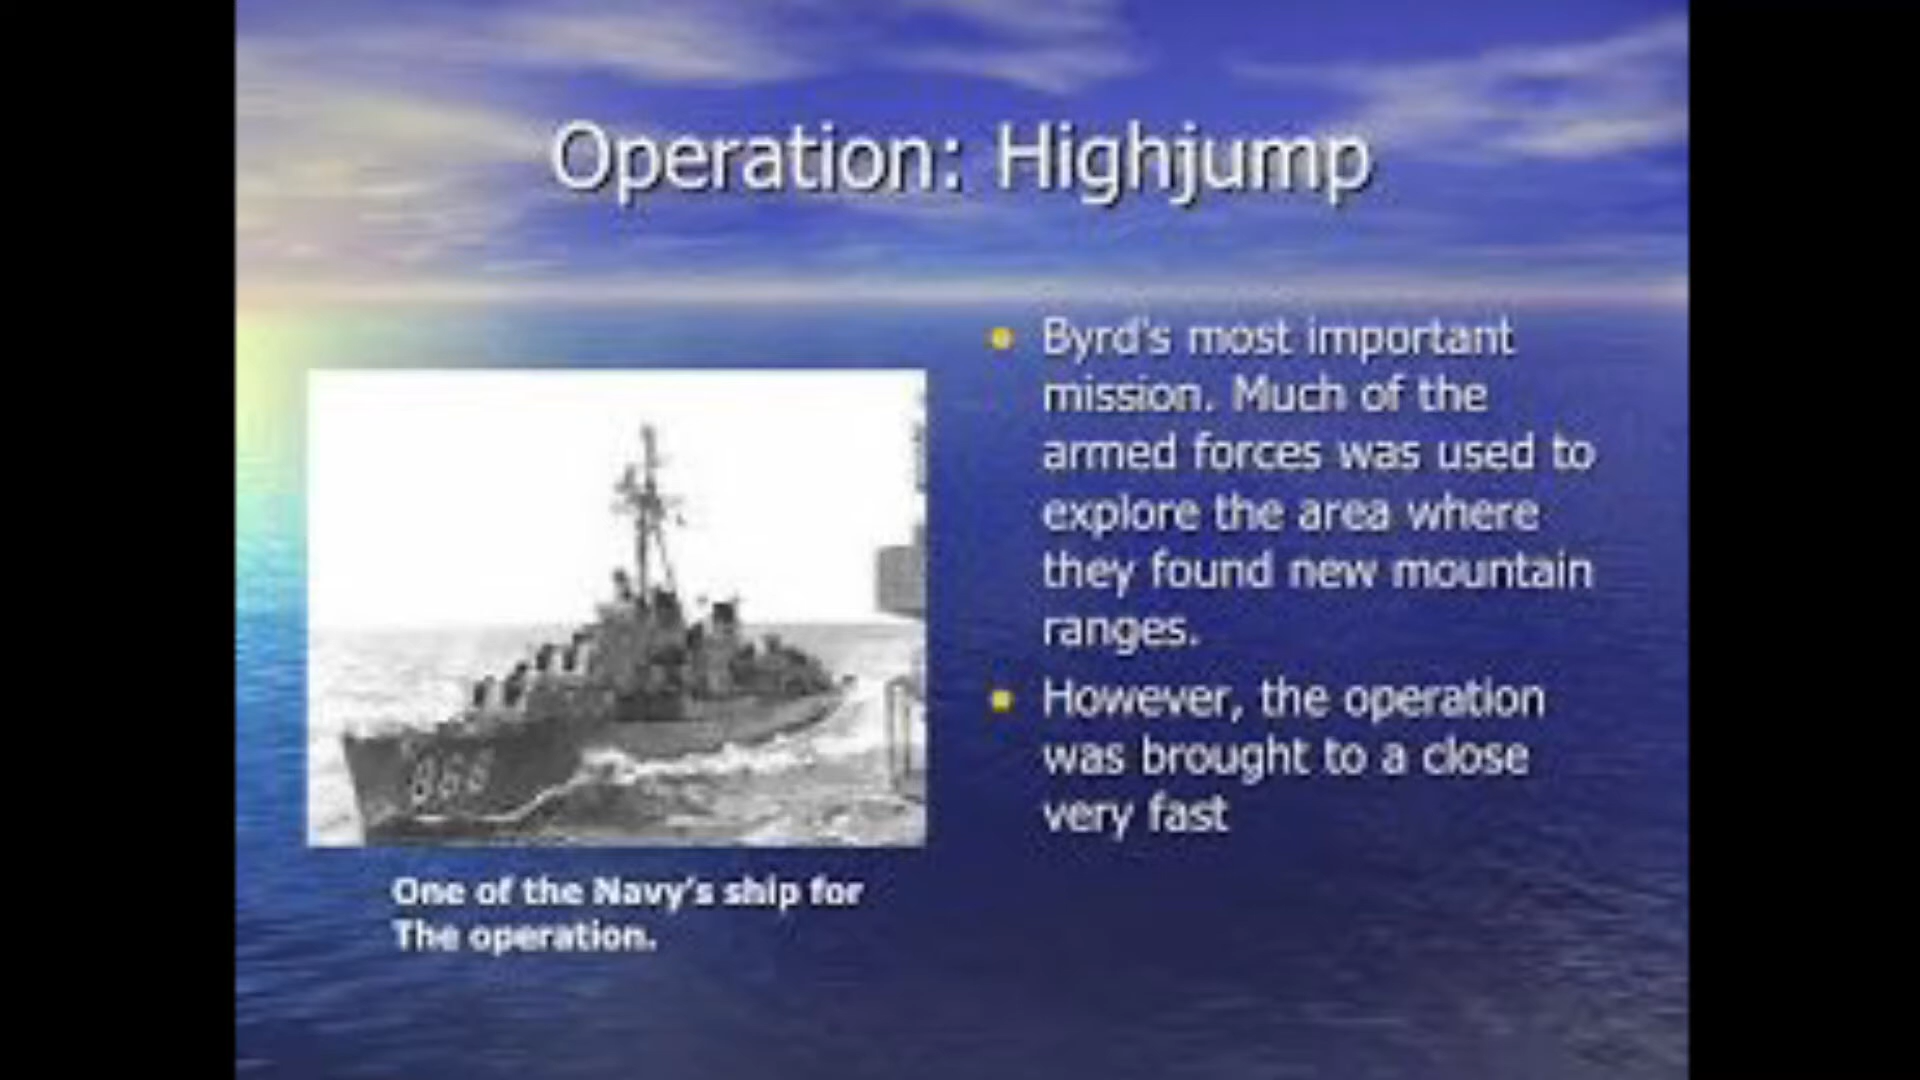 Operation: Highjump
Byrd's most important
mission. Much of the
armed forces was used to
explore the area where
they found new mountain
ranges.
However, the operation
was brought to a close
very fast
868
One of the Navy's ship for
The operation.